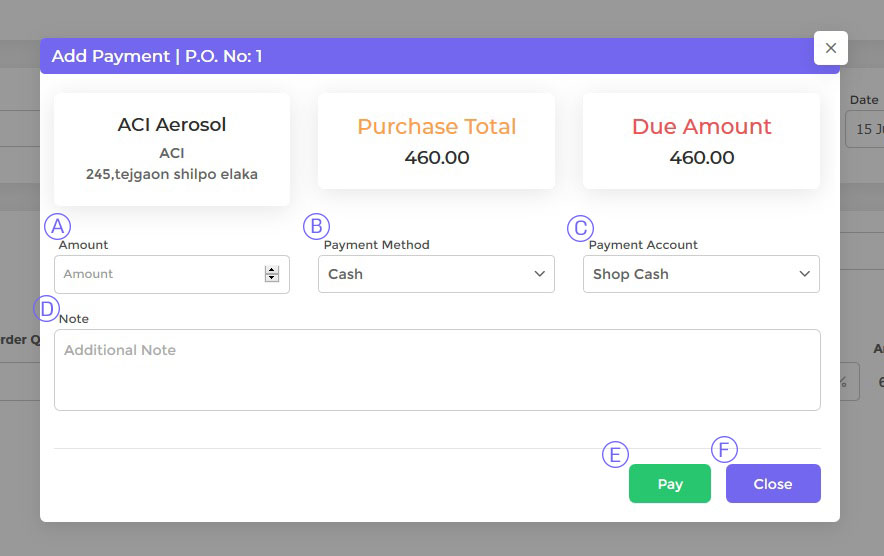 Add Payment | P.O. No: 1
×
Date
15 J
ACI Aerosol
ACI
245,tejgaon shilpo elaka
Purchase Total
460.00
Due Amount
460.00
A
Amount
Amount
B
Payment Method
Cash
C
Payment Account
Shop Cash
D
Note
Additional Note
rder Q
A
%
6
E
Pay
F
Close